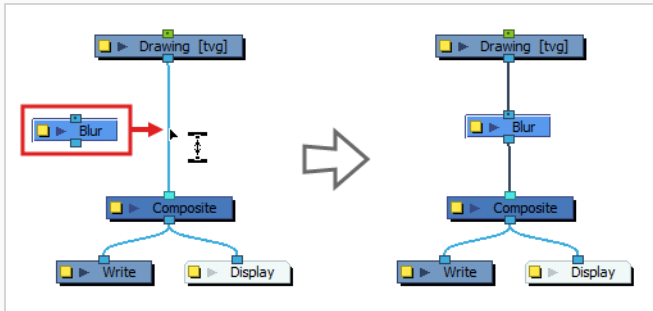 Drawing [tvg]
Blur
Composite
Write
Display
Drawing [tvg]
Blur
Composite
Write
Display